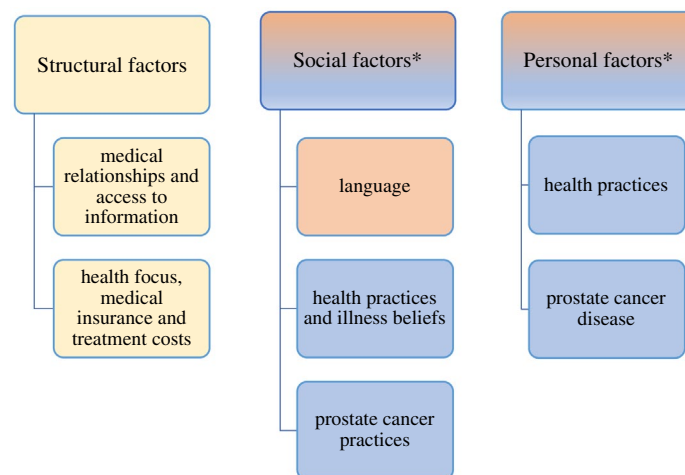 Structural factors
medical
relationships and
access to
information
health focus,
medical
insurance and
treatment costs
Social factors*
language
health practices
and illness beliefs
prostate cancer
practices
Personal factors*
health practices
prostate cancer
disease